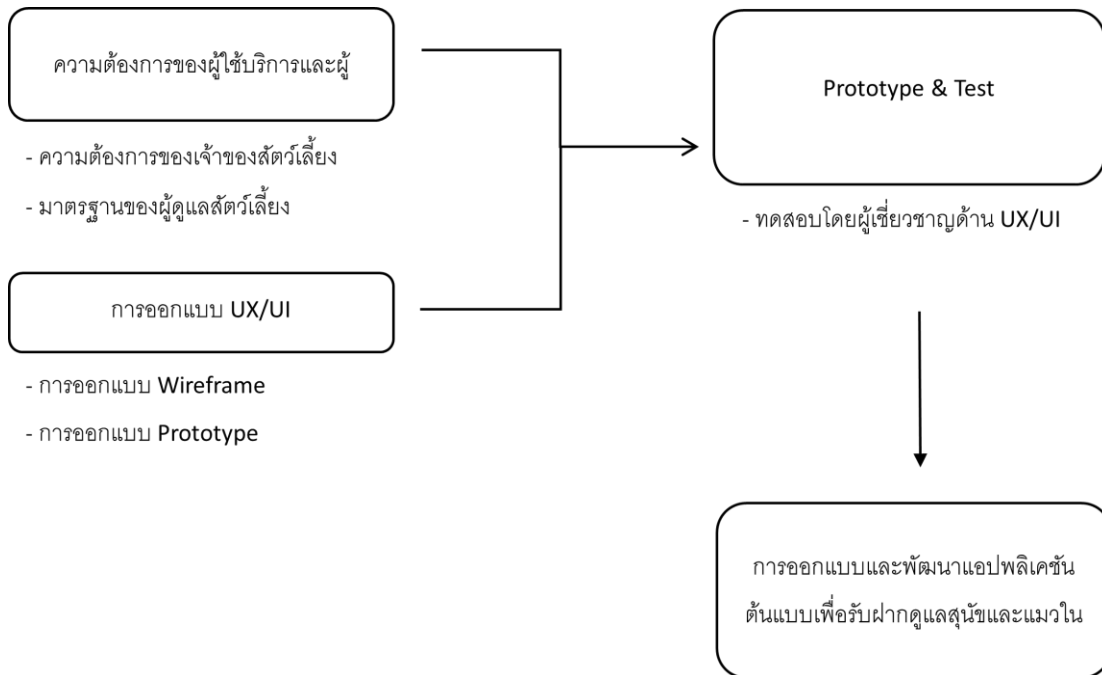 ความต้องการของผู้ใช้บริการและผู้
- ความต้องการของเจ้าของสัตว์เลี้ยง
- มาตรฐานของผู้ดูแลสัตว์เลี้ยง
การออกแบบ UX/UI
- การออกแบบ Wireframe
- การออกแบบ Prototype
Prototype & Test
- ทดสอบโดยผู้เชี่ยวชาญด้าน UX/UI
การออกแบบและพัฒนาแอปพลิเคชัน
ต้นแบบเพื่อรับฝากดูแลสุนัขและแมวใน